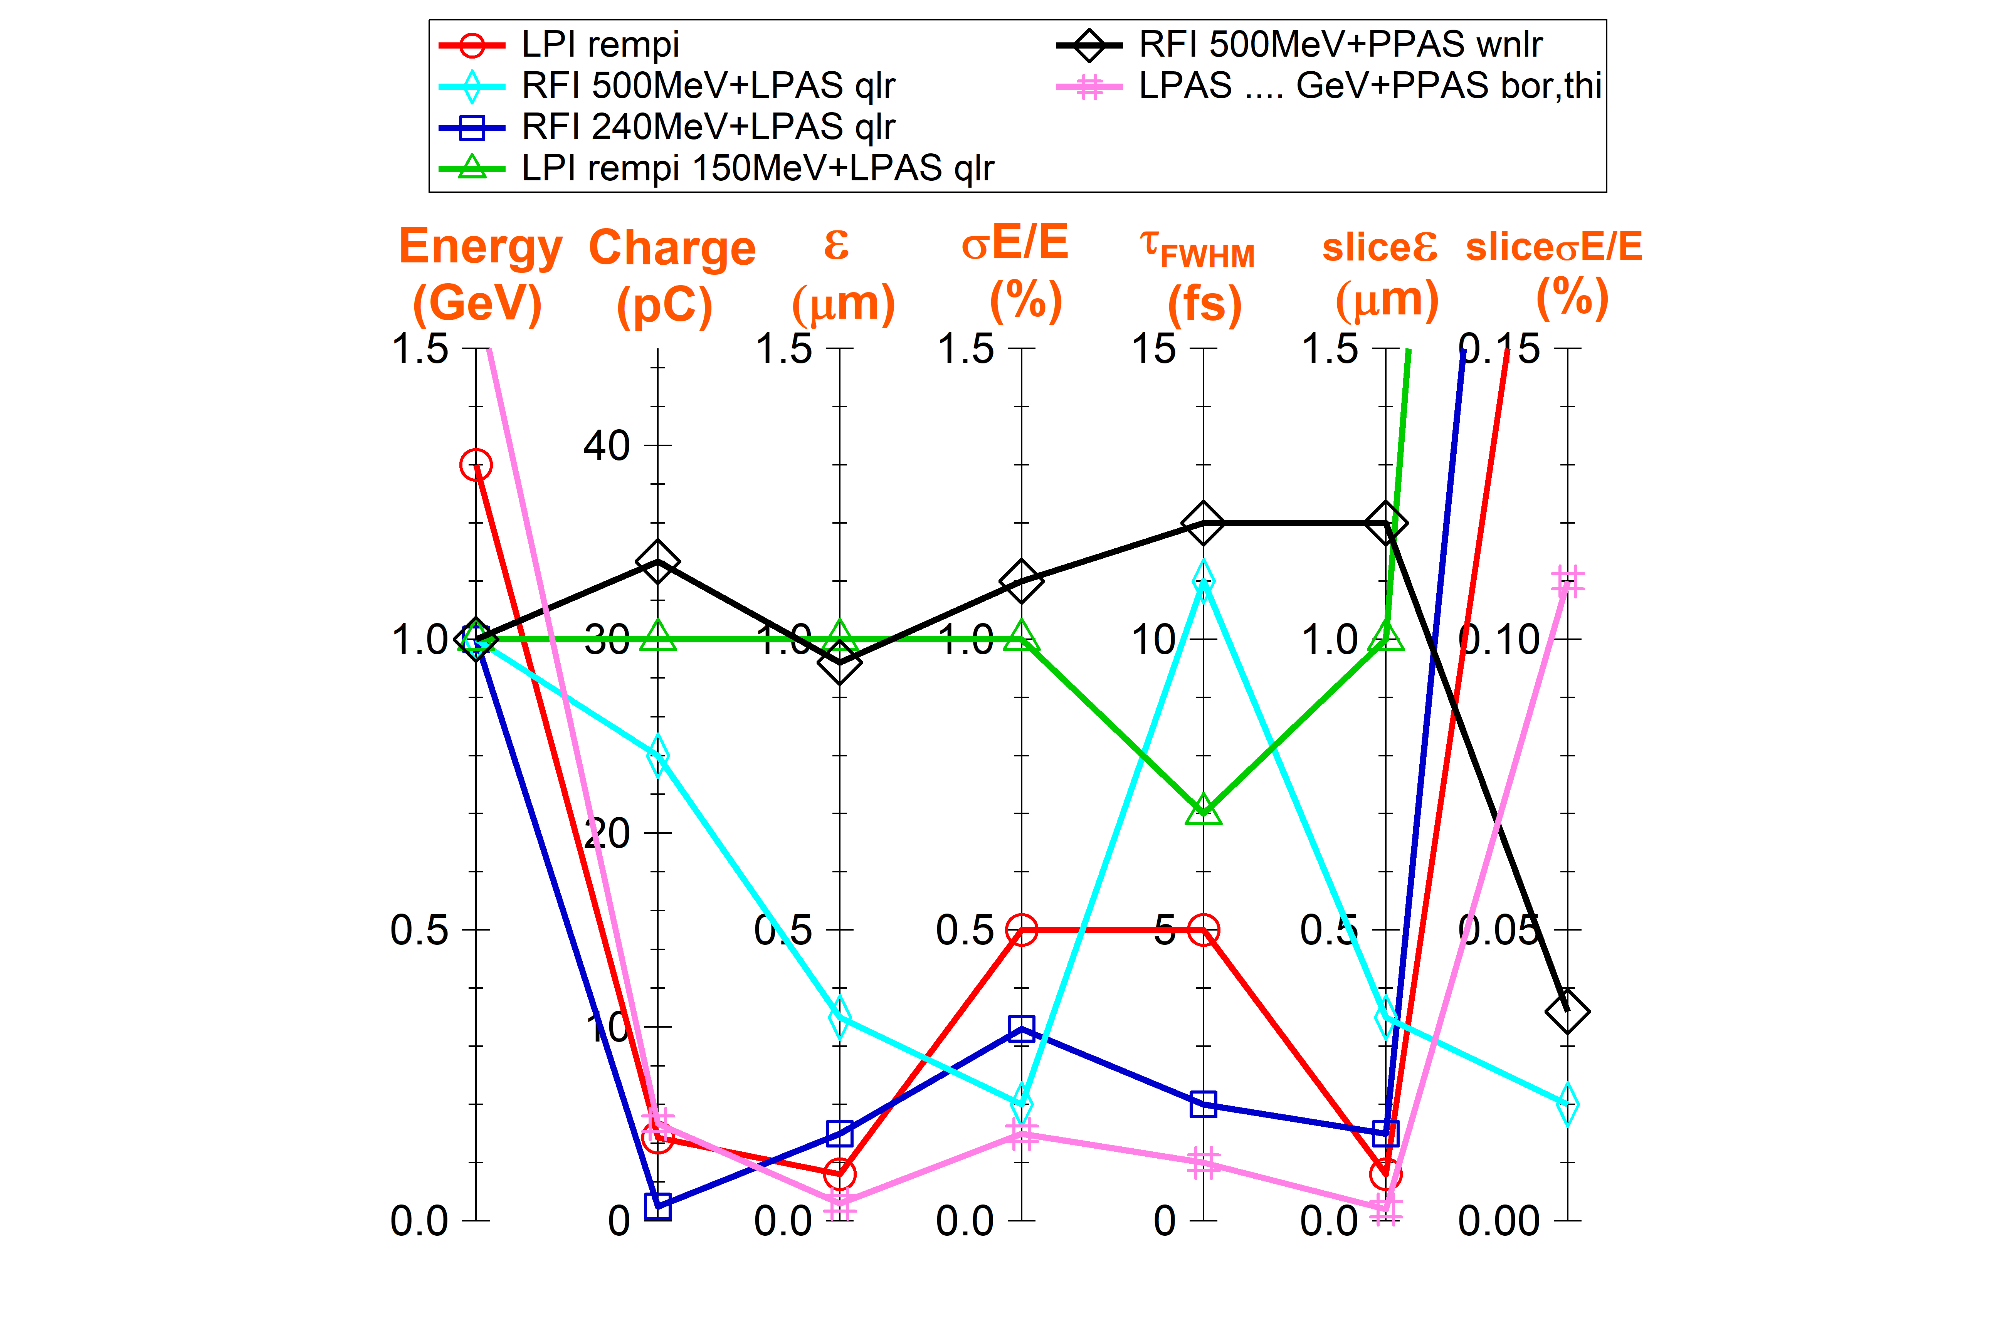 LPI rempi
RFI 500MeV+LPAS qlr
RFI 240MeV+LPAS qlr
LPI rempi 150MeV+LPAS qlr
RFI 500MeV+PPAS wnlr
LPAS .... GeV+PPAS bor,thi
Energy (GeV)
Charge (pC)
ε (μm)
σE/E (%)
τFWHM (fs)
sliceε (μm)
sliceσE/E (%)
1.5
1.0
0.5
0.0
40
30
20
10
0
1.5
1.0
0.5
0.0
1.5
1.0
0.5
0.0
15
10
5
0
1.5
1.0
0.5
0.0
0.15
0.10
0.05
0.00